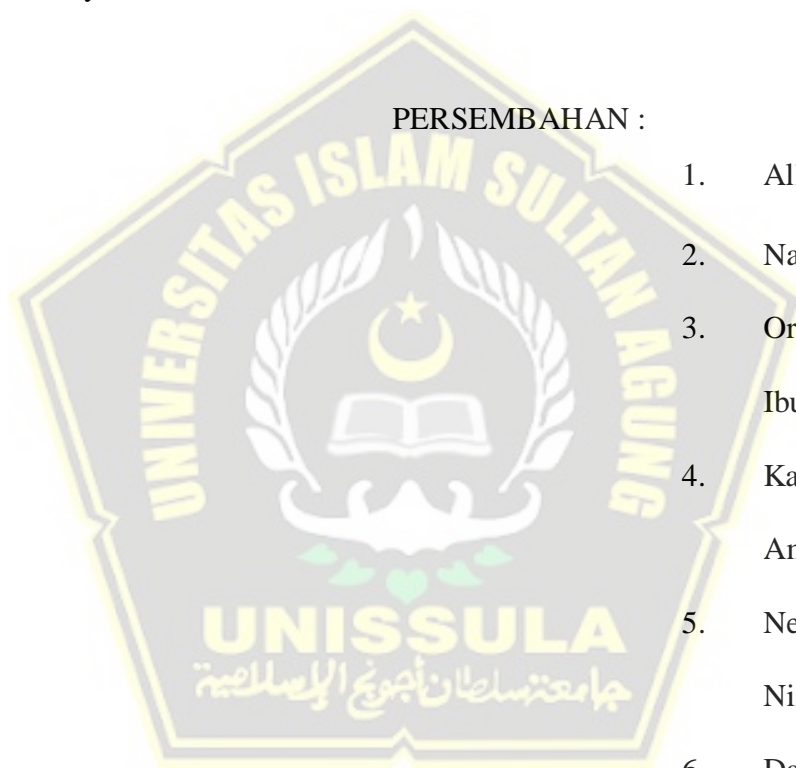 PERSEMBAHAN :
1. Al
2. Na
3. Or
Ibu
4. Ka
An
5. Ne
Ni
6.
UNIVERSITAS ISLAM SULTAN AGUNG
UNISSULA
جامعة سلطان أجونج الإسلامية